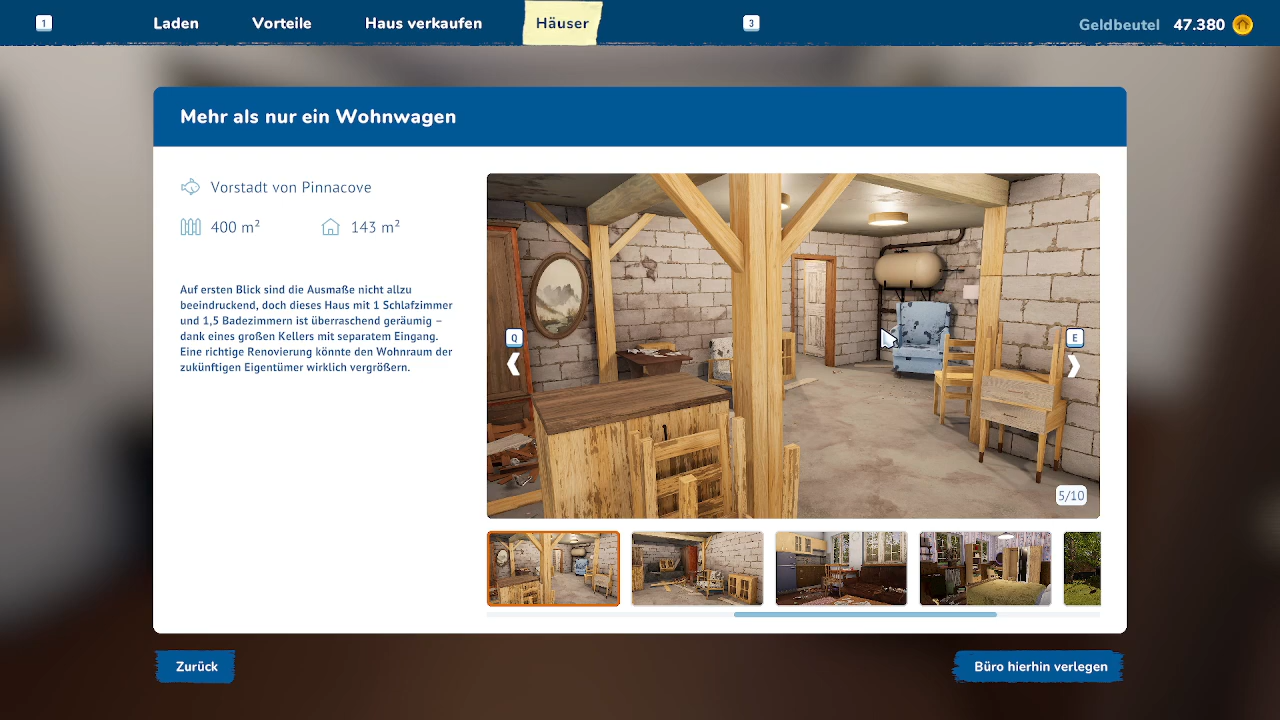 1
Laden
Vorteile
Haus verkaufen
Häuser
3
Geldbeutel 47.380
Mehr als nur ein Wohnwagen
Vorstadt von Pinnacove
400 m²
143 m²
Auf ersten Blick sind die Ausmaße nicht allzu
beeindruckend, doch dieses Haus mit 1 Schlafzimmer
und 1,5 Badezimmern ist überraschend geräumig –
dank eines großen Kellers mit separatem Eingang.
Eine richtige Renovierung könnte den Wohnraum der
zukünftigen Eigentümer wirklich vergrößern.
Q
E
5/10
Zurück
Büro hierhin verlegen